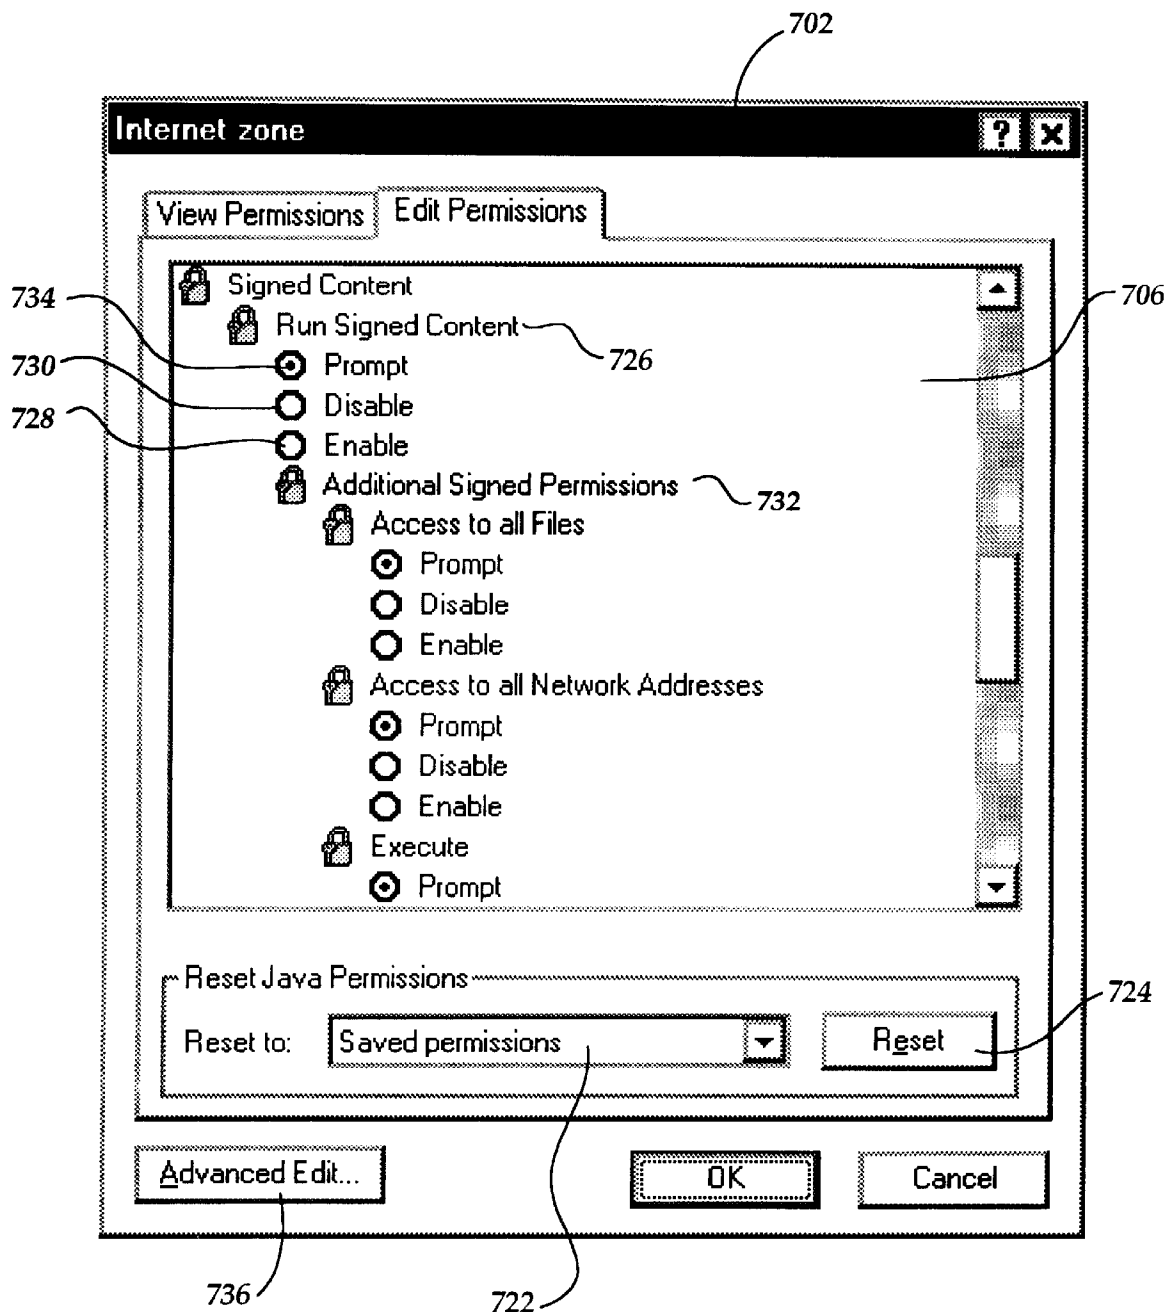 702
Internet zone
View Permissions Edit Permissions
Signed Content
734 706
Run Signed Content 726
730 Prompt
728 Disable
Enable
Additional Signed Permissions 732
Access to all Files
Prompt
Disable
Enable
Access to all Network Addresses
Prompt
Disable
Enable
Execute
Prompt
Reset Java Permissions
724
Reset to: Saved permissions Reset
Advanced Edit... OK Cancel
736 722